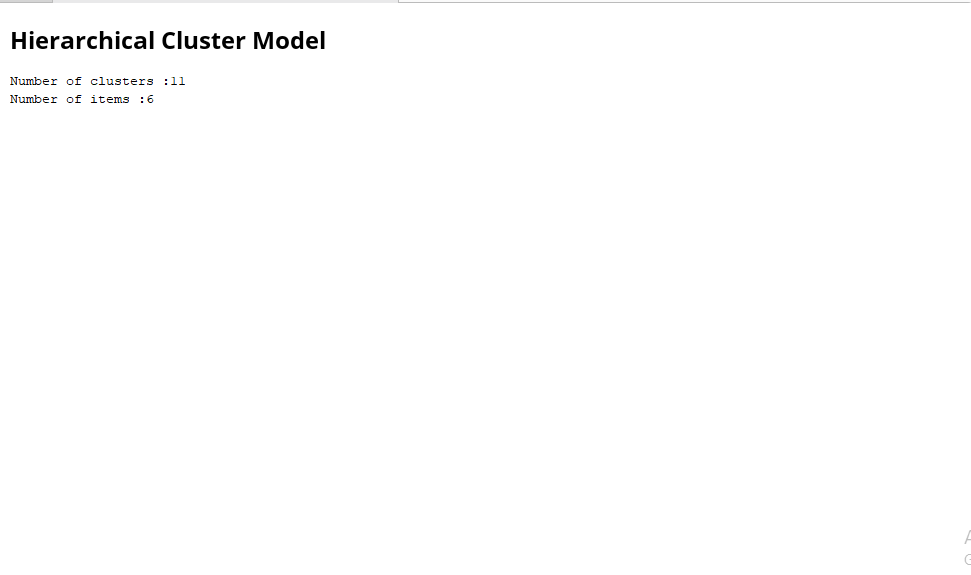 Hierarchical Cluster Model
Number of clusters :11
Number of items :6